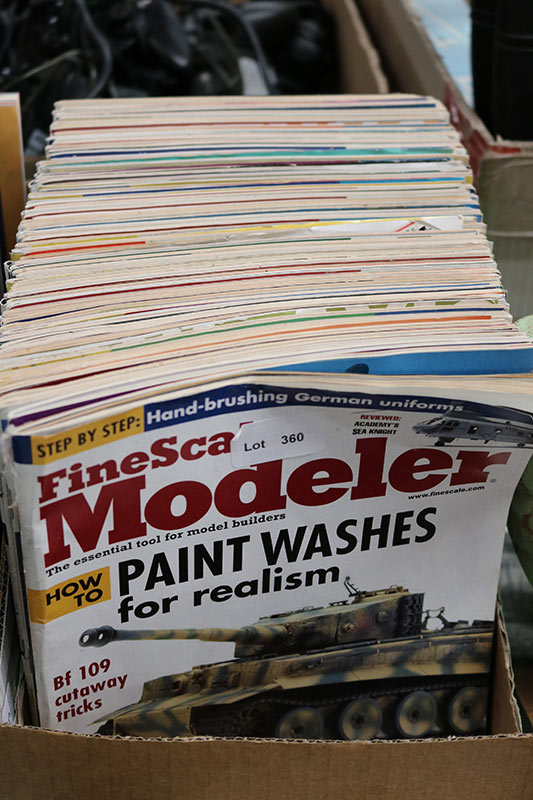 STEP BY STEP: Hand-brushing German uniforms
REVIEWED:
ACADEMY'S
SEA KNIGHT
FineSca
Lot 360
Modeler
www.finescale.com
The essential tool for model builders
HOW TO
PAINT WASHES
for realism
Bf 109
cutaway
tricks